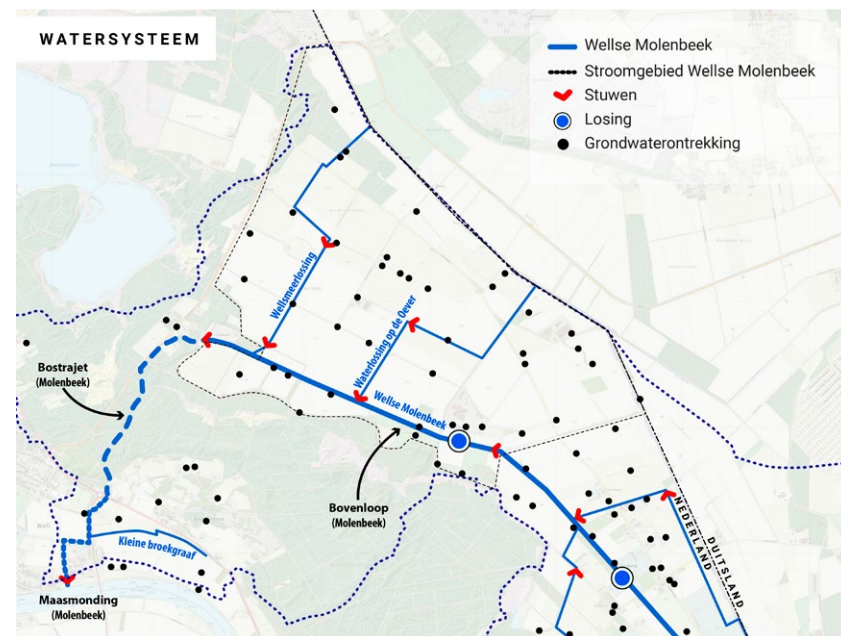 WATERSYSTEEM
Wellse Molenbeek
Stroomgebied Wellse Molenbeek
Stuwen
Losing
Grondwaterontrekking
Wellsmeerlossing
Waterlossing op de Oever
Bostrajet
(Molenbeek)
Wellse Molenbeek
Bovenloop
(Molenbeek)
NEDERLAND
DUITSLAND
Kleine broekgraaf
Maasmonding
(Molenbeek)